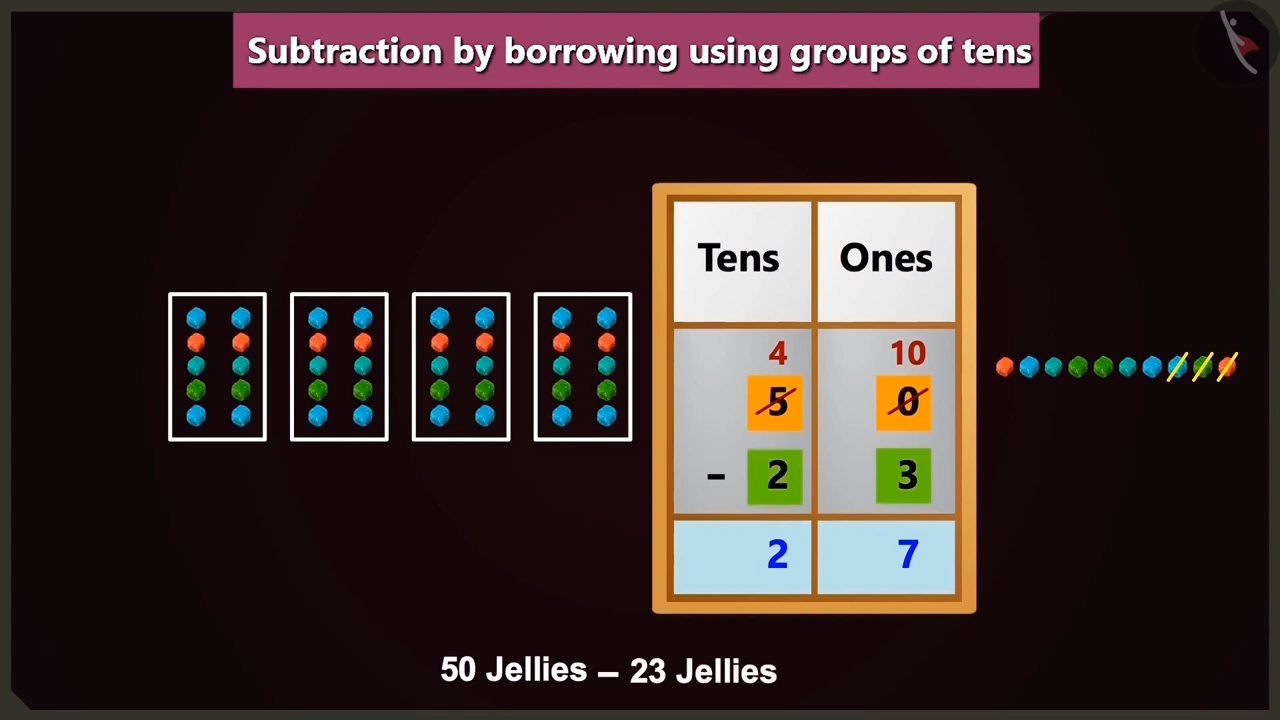 Subtraction by borrowing using groups of tens
Tens Ones
4 10
5 0
– 2 3
2 7
50 Jellies – 23 Jellies